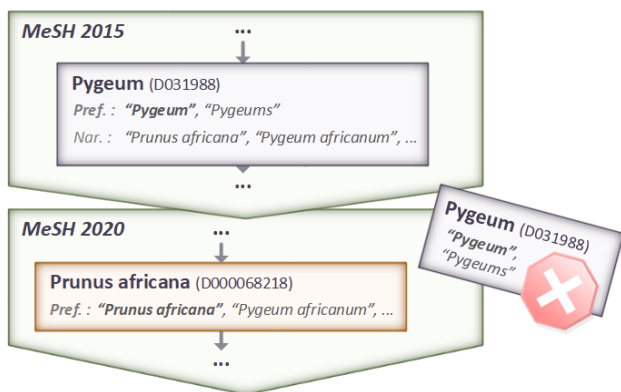 MeSH 2015
...
Pygeum (D031988)
Pref. : “Pygeum”, “Pygeums”
Nar. : “Prunus africana”, “Pygeum africanum”, ...
...
MeSH 2020
...
Prunus africana (D000068218)
Pref. : “Prunus africana”, “Pygeum africanum”, ...
...
Pygeum (D031988)
“Pygeum”,
“Pygeums”